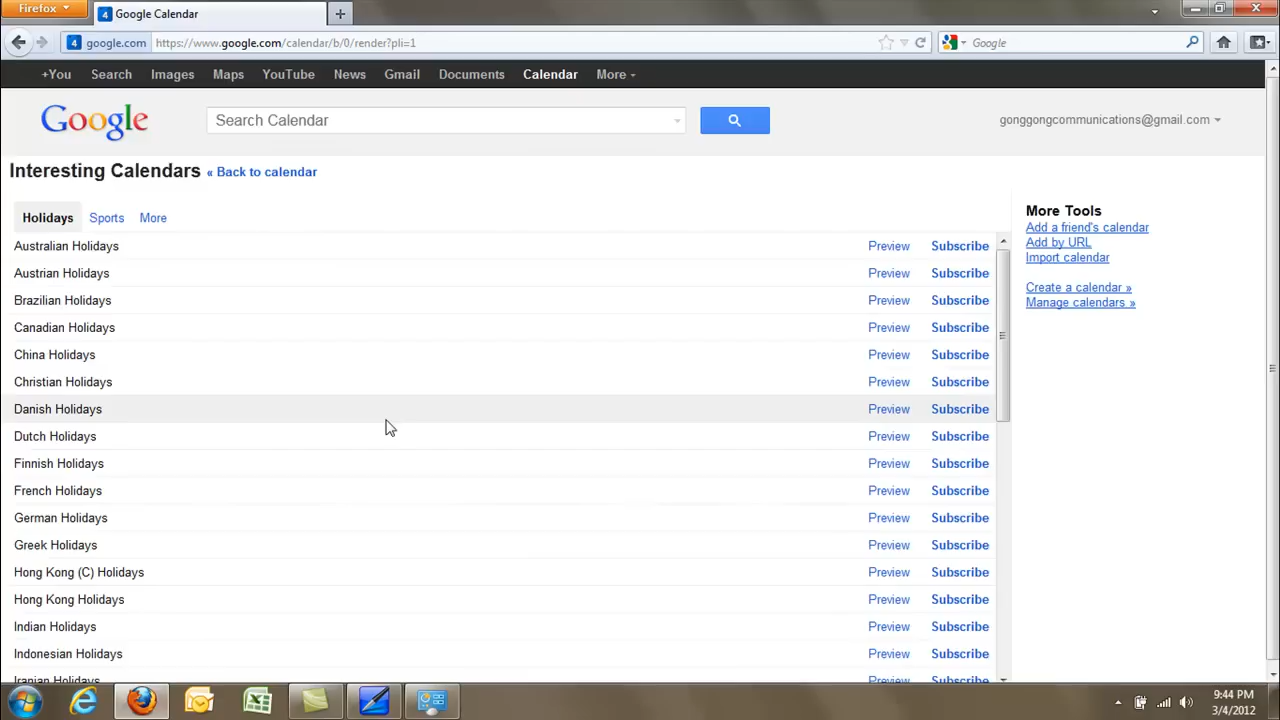 Firefox
Google Calendar
google.com https://www.google.com/calendar/b/0/render?pli=1
Google
+You Search Images Maps YouTube News Gmail Documents Calendar More
Google
Search Calendar
gonggongcommunications@gmail.com
Interesting Calendars « Back to calendar
Holidays Sports More
Australian Holidays Preview Subscribe
Austrian Holidays Preview Subscribe
Brazilian Holidays Preview Subscribe
Canadian Holidays Preview Subscribe
China Holidays Preview Subscribe
Christian Holidays Preview Subscribe
Danish Holidays Preview Subscribe
Dutch Holidays Preview Subscribe
Finnish Holidays Preview Subscribe
French Holidays Preview Subscribe
German Holidays Preview Subscribe
Greek Holidays Preview Subscribe
Hong Kong (C) Holidays Preview Subscribe
Hong Kong Holidays Preview Subscribe
Indian Holidays Preview Subscribe
Indonesian Holidays Preview Subscribe
Iranian Holidays Preview Subscribe
More Tools
Add a friend's calendar
Add by URL
Import calendar
Create a calendar »
Manage calendars »
9:44 PM
3/4/2012